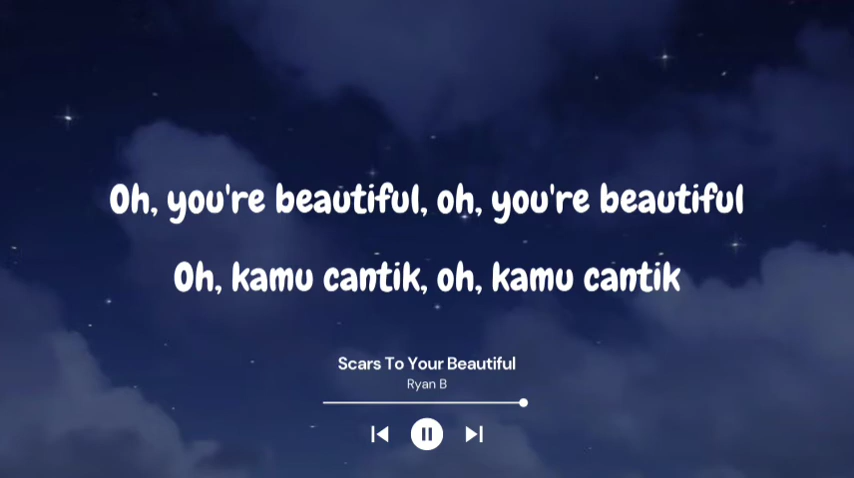 Oh, you're beautiful, oh, you're beautiful
Oh, kamu cantik, oh, kamu cantik
Scars To Your Beautiful
Ryan B